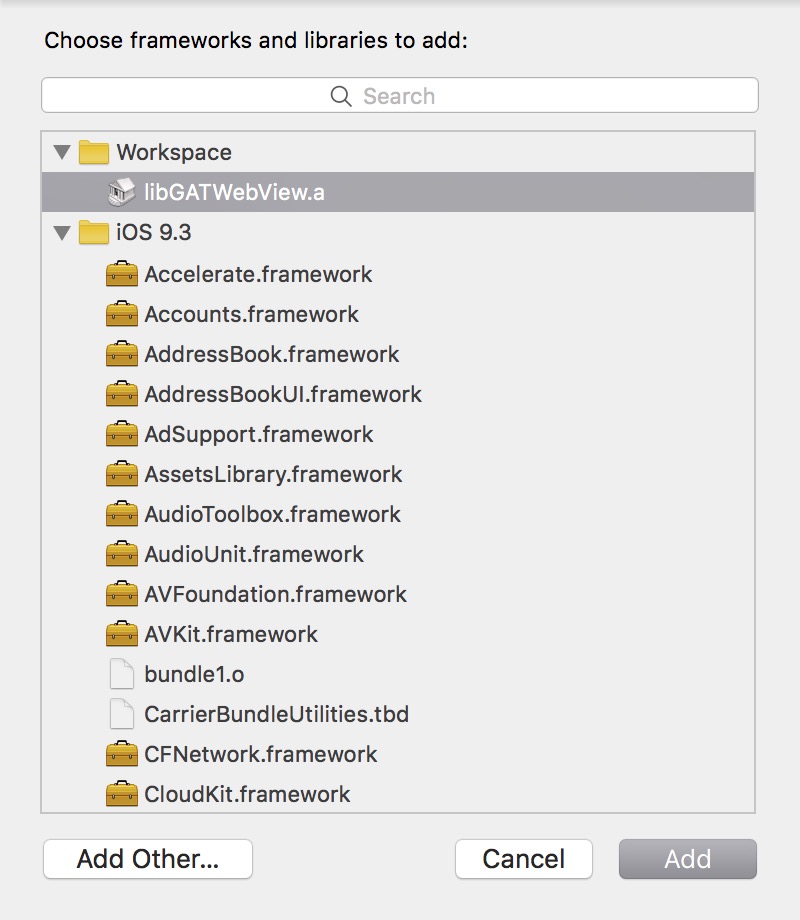 Choose frameworks and libraries to add:
Search
Workspace
libGATWebView.a
iOS 9.3
Accelerate.framework
Accounts.framework
AddressBook.framework
AddressBookUI.framework
AdSupport.framework
AssetsLibrary.framework
AudioToolbox.framework
AudioUnit.framework
AVFoundation.framework
AVKit.framework
bundle1.o
CarrierBundleUtilities.tbd
CFNetwork.framework
CloudKit.framework
Add Other... Cancel Add